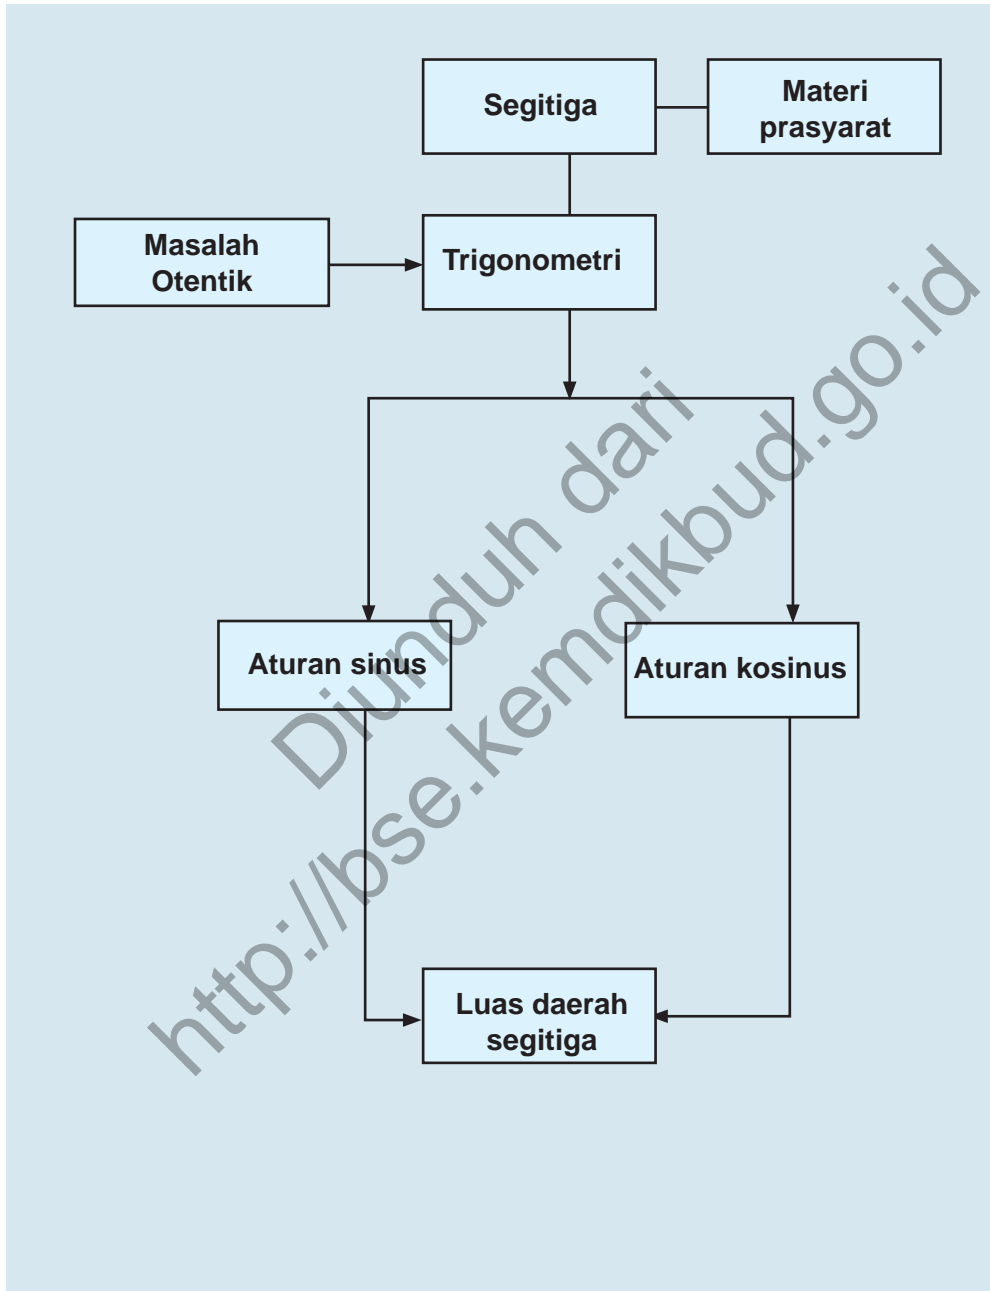 Segitiga
Materi
prasyarat
Masalah
Otentik
Trigonometri
Aturan sinus
Aturan kosinus
Luas daerah
segitiga
Diunduh dari
http://bse.kemdikbud.go.id